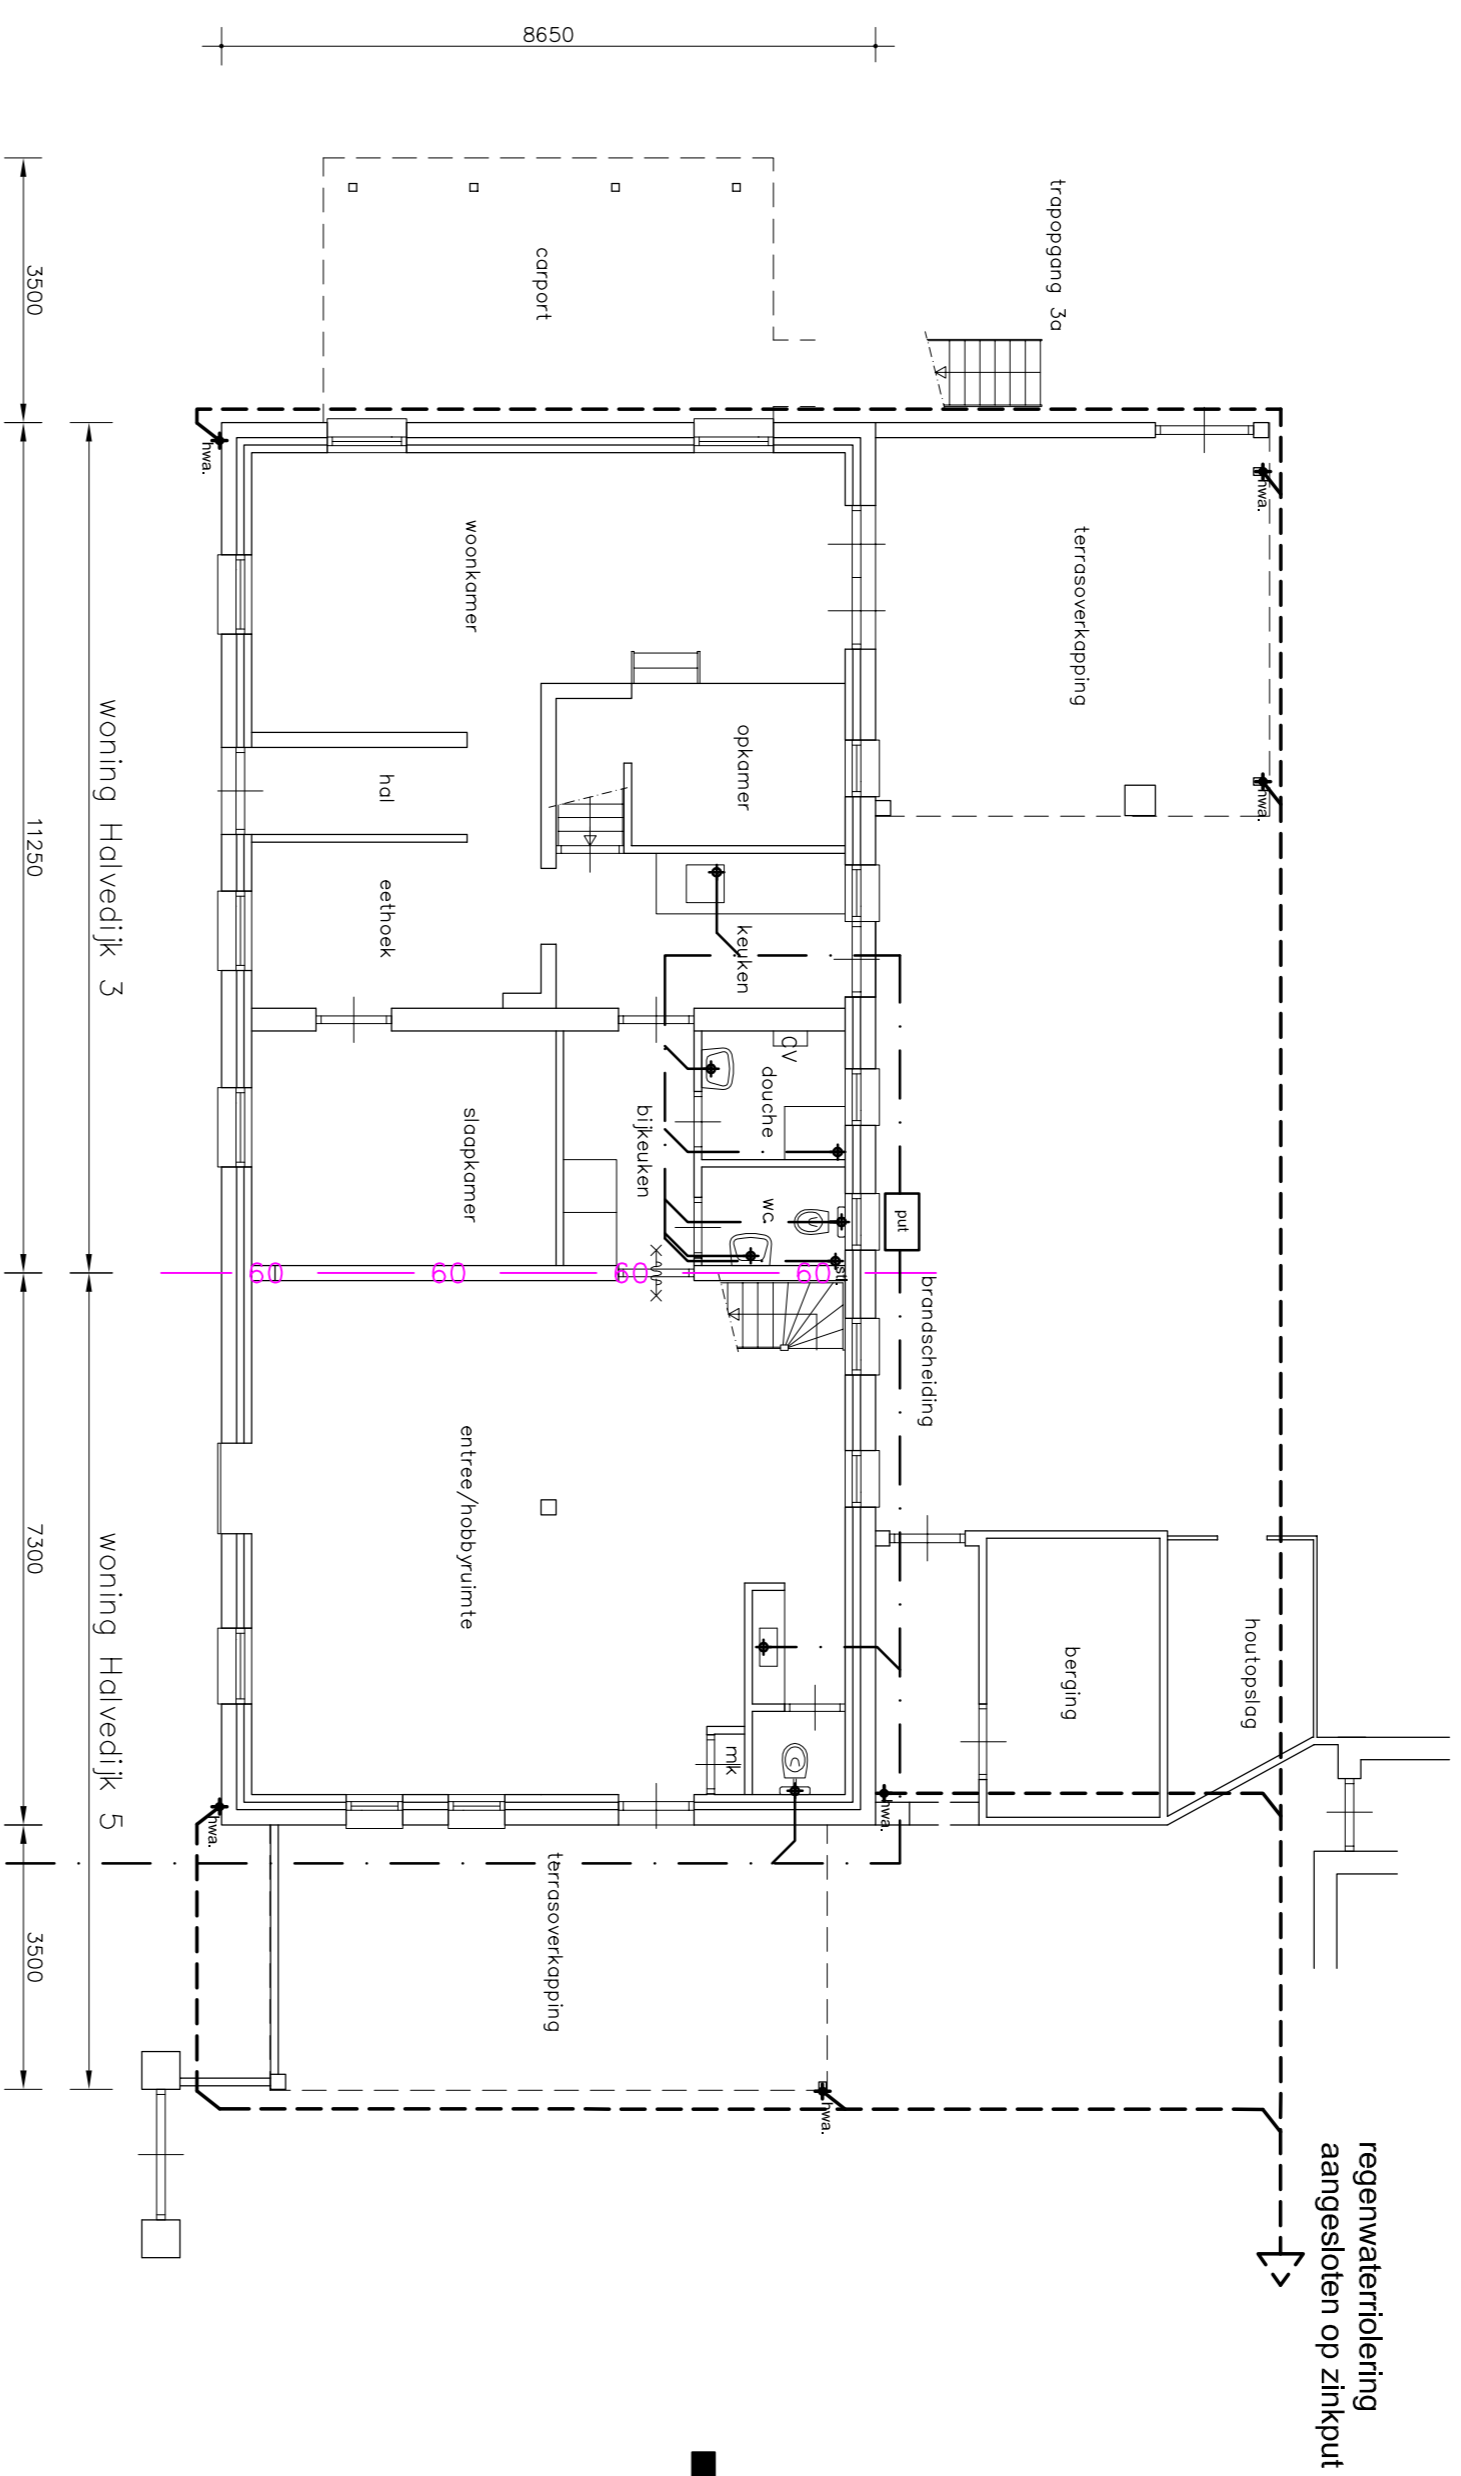 8650
3500
11250
7300
3500
woning Halvedijk 3
woning Halvedijk 5
carport
trapopgang 3a
hwa.
hwa.
hwa.
woonkamer
terrasoverkapping
hal
opkamer
eethoek
keuken
slaapkamer
bijkeuken
CV
douche
wc
put
st.
60
60
60
60
brandscheiding
entree/hobbyruimte
mk
berging
houtopslag
hwa.
hwa.
terrasoverkapping
hwa.
regenwaterriolering
aangesloten op zinkput